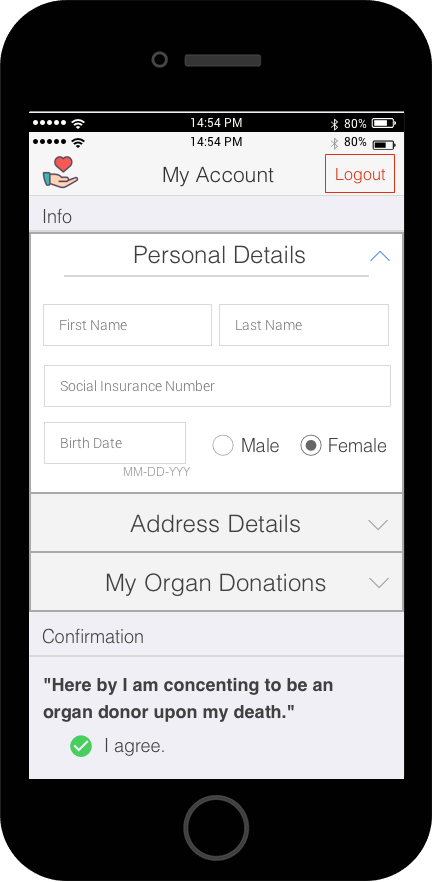 14:54 PM 80%
14:54 PM 80%
My Account Logout
Info
Personal Details
First Name Last Name
Social Insurance Number
Birth Date Male Female
MM-DD-YYY
Address Details
My Organ Donations
Confirmation
"Here by I am concenting to be an
organ donor upon my death."
I agree.